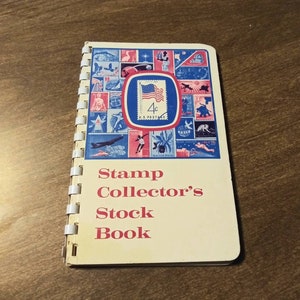 4¢
U.S. POSTAGE
Stamp
Collector's
Stock
Book